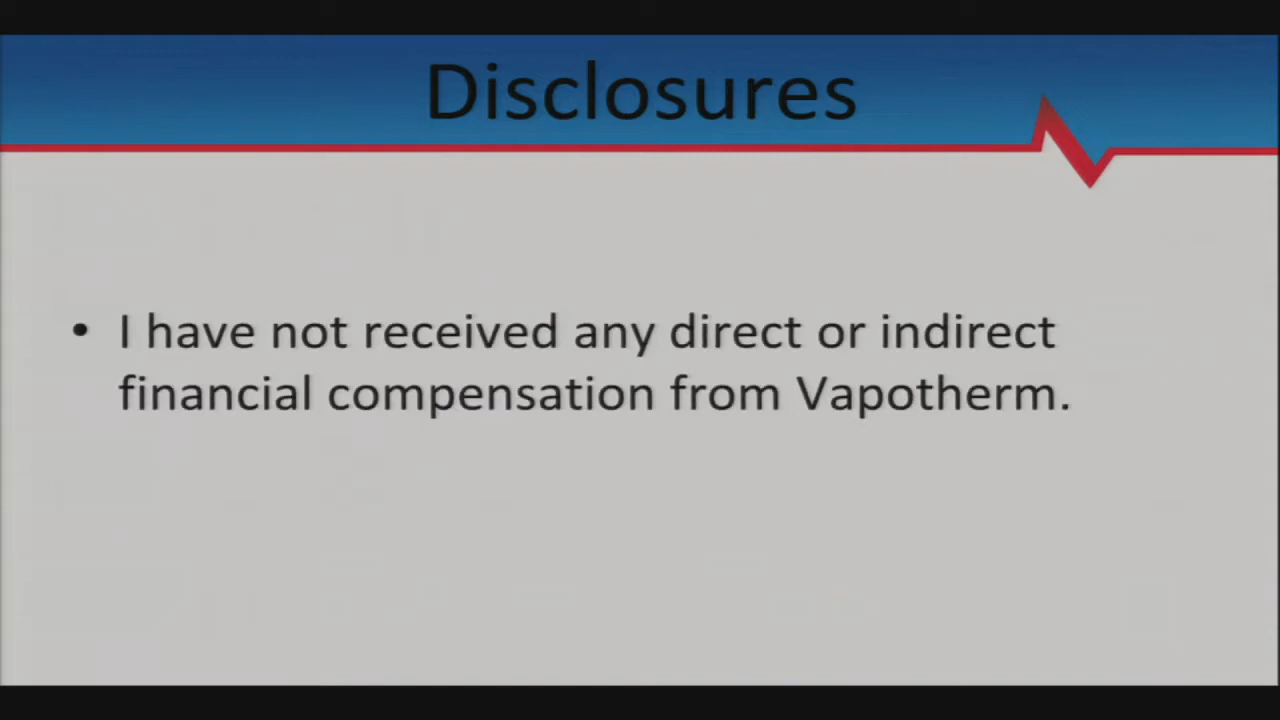 Disclosures
• I have not received any direct or indirect
financial compensation from Vapotherm.